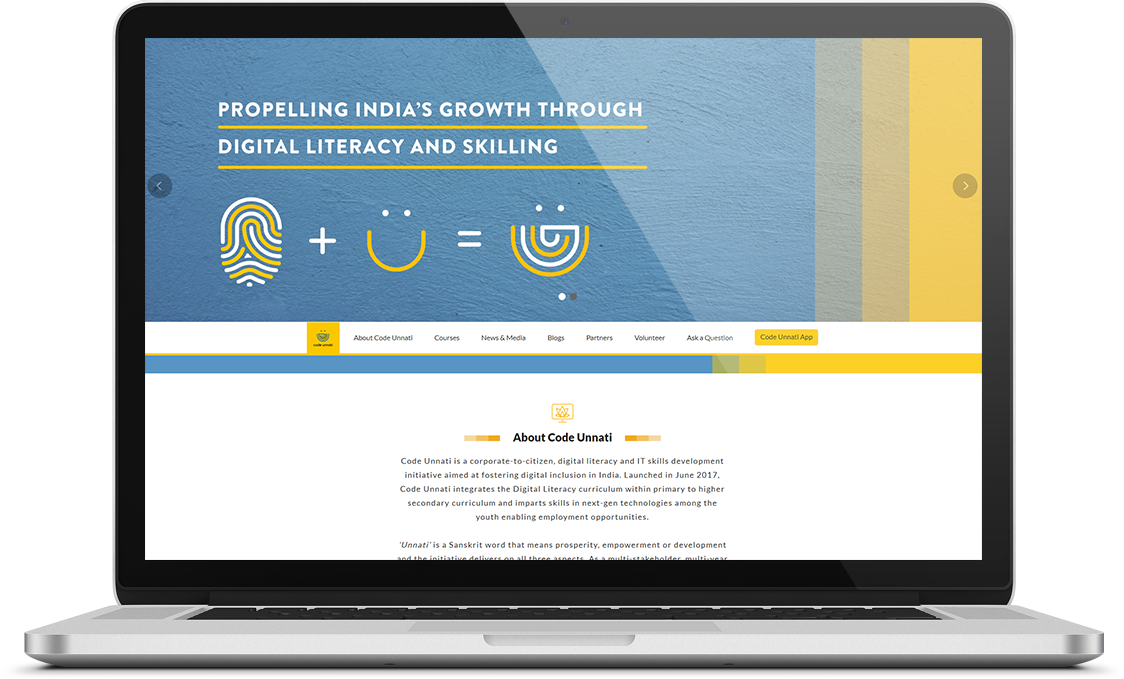 PROPELLING INDIA'S GROWTH THROUGH
DIGITAL LITERACY AND SKILLING
code unnati
About Code Unnati
Courses
News & Media
Blogs
Partners
Volunteer
Ask a Question
Code Unnati App
About Code Unnati
Code Unnati is a corporate-to-citizen, digital literacy and IT skills development
initiative aimed at fostering digital inclusion in India. Launched in June 2017,
Code Unnati integrates the Digital Literacy curriculum within primary to higher
secondary curriculum and imparts skills in next-gen technologies among the
youth enabling employment opportunities.
'Unnati' is a Sanskrit word that means prosperity, empowerment or development
and the initiative delivers on all three aspects. As a multi-stakeholder, multi-year